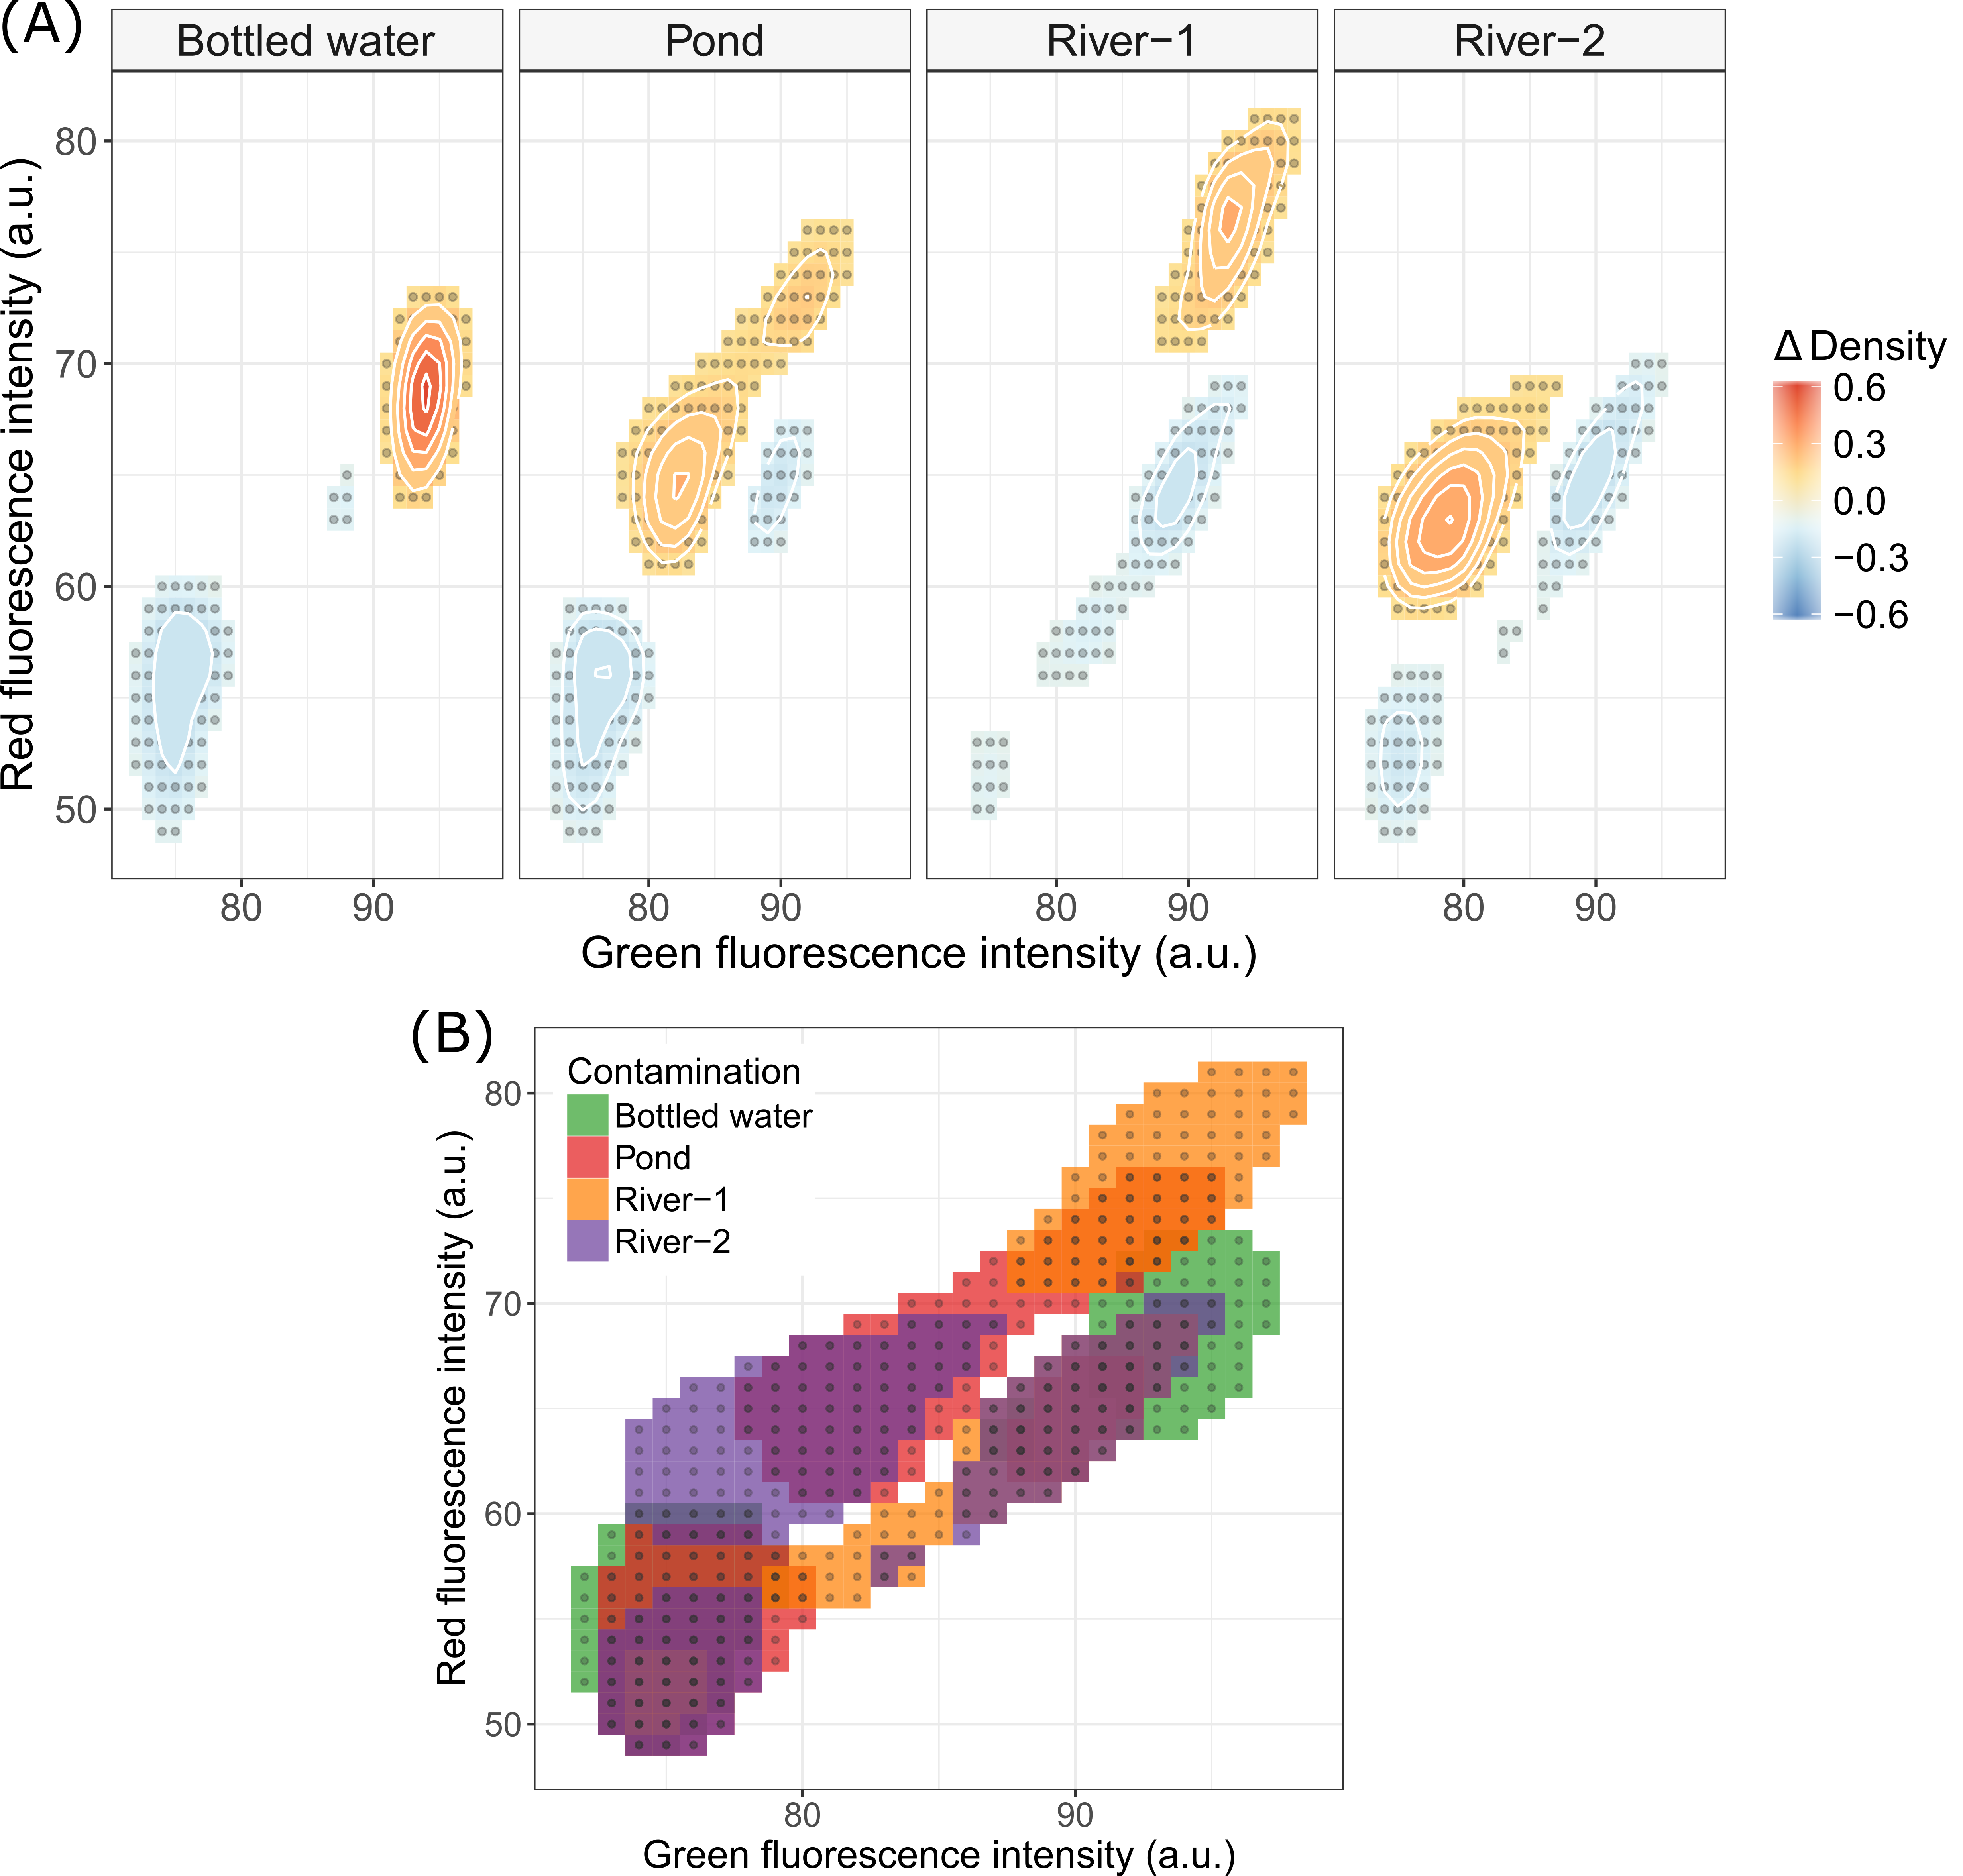 (A)
Bottled water
Pond
River−1
River−2
Red fluorescence intensity (a.u.)
80
70
60
50
80 90
80 90
80 90
80 90
Green fluorescence intensity (a.u.)
Δ Density
0.6
0.3
0.0
−0.3
−0.6
(B)
Contamination
Bottled water
Pond
River−1
River−2
Red fluorescence intensity (a.u.)
80
70
60
50
80 90
Green fluorescence intensity (a.u.)